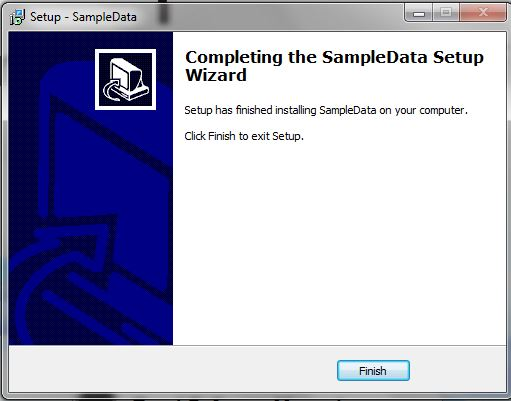 Setup - SampleData
Completing the SampleData Setup
Wizard
Setup has finished installing SampleData on your computer.
Click Finish to exit Setup.
Finish